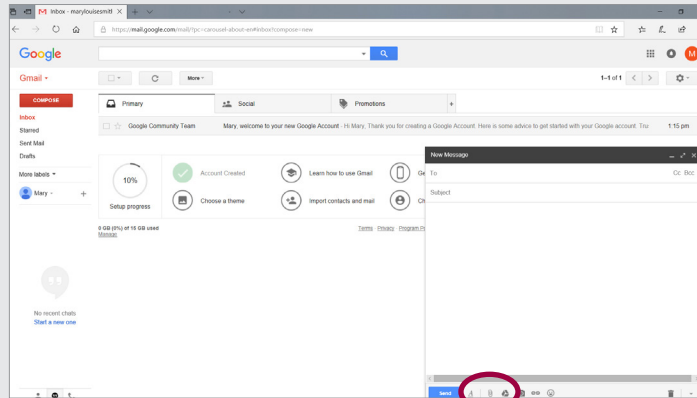 Inbox - marylouisesmitl
https://mail.google.com/mail/?pc=carousel-about-en#inbox?compose=new
Google
M
Gmail
More
1–1 of 1
COMPOSE
Primary
Social
Promotions
+
Inbox
Starred
Sent Mail
Drafts
More labels
Mary
+
Google Community Team
Mary, welcome to your new Google Account - Hi Mary, Thank you for creating a Google Account. Here is some advice to get started with your Google account. Tru
1:15 pm
10%
Setup progress
Account Created
Learn how to use Gmail
Ge
Choose a theme
Import contacts and mail
Ch
0 GB (0%) of 15 GB used
Manage
Terms Privacy Program Po
No recent chats
Start a new one
New Message
To
Cc Bcc
Subject
Send
A